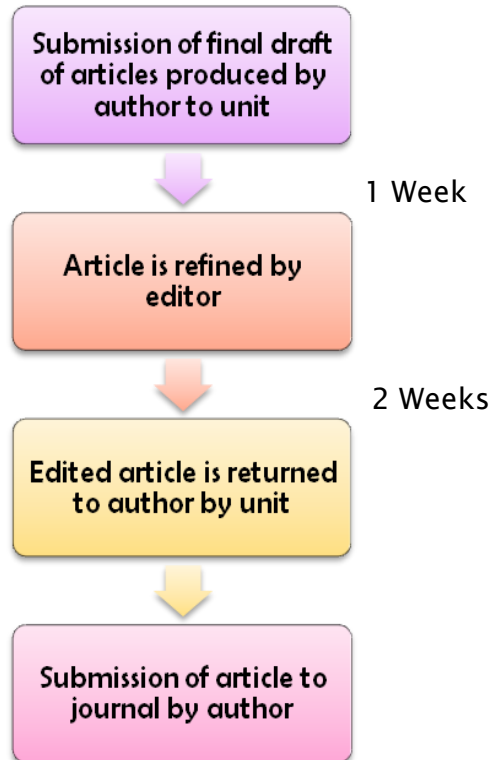 Submission of final draft
of articles produced by
author to unit
1 Week
Article is refined by
editor
2 Weeks
Edited article is returned
to author by unit
Submission of article to
journal by author